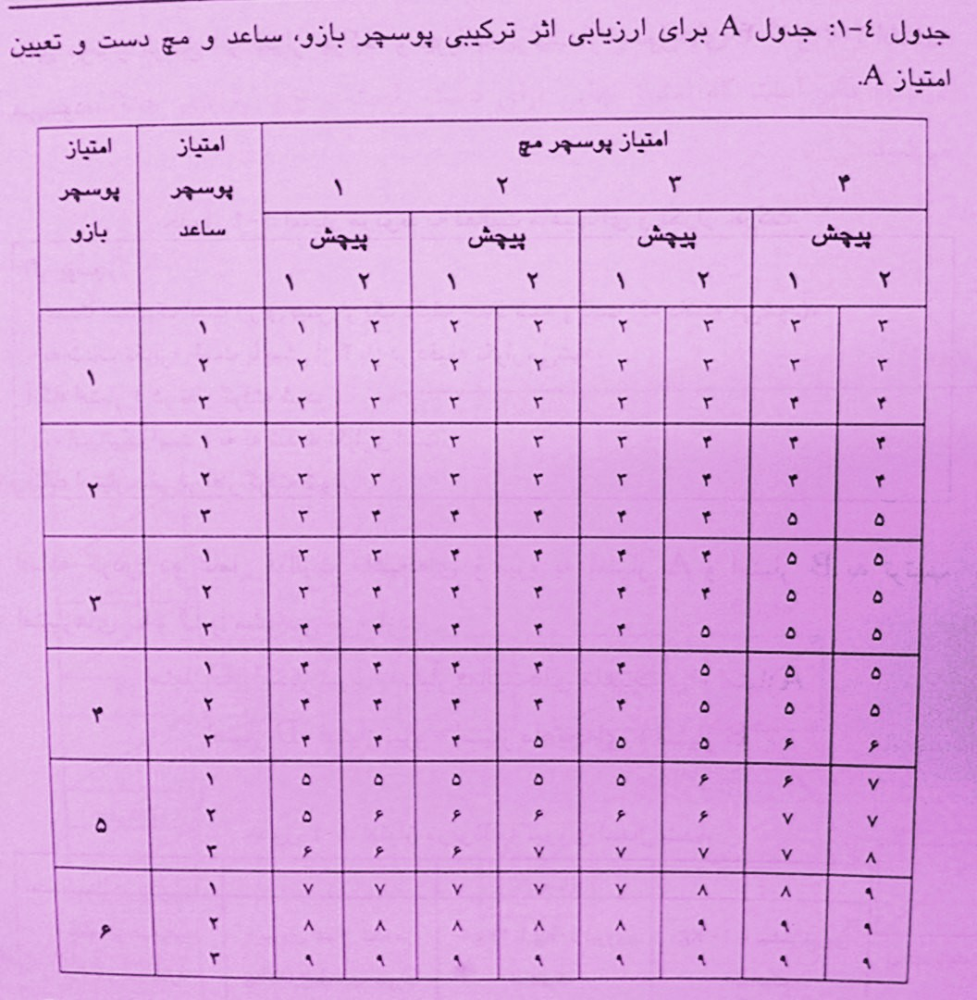 جدول ٤-١: جدول A برای ارزیابی اثر ترکیبی پوسچر بازو، ساعد و مچ دست و تعیین
امتیاز A.
امتیاز پوسچر بازو
امتیاز پوسچر ساعد
امتیاز پوسچر مچ
۱ ۲ ۳ ۴
پیچش پیچش پیچش پیچش
۱ ۲ ۱ ۲ ۱ ۲ ۱ ۲
۱ ۱ ۱ ۲ ۲ ۲ ۲ ۳ ۳ ۳
۲ ۲ ۲ ۲ ۲ ۳ ۳ ۳ ۳
۳ ۲ ۳ ۳ ۳ ۳ ۳ ۴ ۴
۲ ۱ ۲ ۳ ۳ ۳ ۳ ۴ ۴ ۴
۲ ۳ ۳ ۳ ۳ ۳ ۴ ۴ ۴
۳ ۳ ۴ ۴ ۴ ۴ ۴ ۵ ۵
۳ ۱ ۳ ۳ ۴ ۴ ۴ ۴ ۵ ۵
۲ ۳ ۴ ۴ ۴ ۴ ۴ ۵ ۵
۳ ۴ ۴ ۴ ۴ ۴ ۵ ۵ ۵
۴ ۱ ۴ ۴ ۴ ۴ ۴ ۵ ۵ ۵
۲ ۴ ۴ ۴ ۴ ۴ ۵ ۵ ۵
۳ ۴ ۴ ۴ ۵ ۵ ۵ ۶ ۶
۵ ۱ ۵ ۵ ۵ ۵ ۵ ۶ ۶ ۷
۲ ۵ ۶ ۶ ۶ ۶ ۶ ۷ ۷
۳ ۶ ۶ ۶ ۷ ۷ ۷ ۷ ۸
۶ ۱ ۷ ۷ ۷ ۷ ۷ ۸ ۸ ۹
۲ ۸ ۸ ۸ ۸ ۸ ۹ ۹ ۹
۳ ۹ ۹ ۹ ۹ ۹ ۹ ۹ ۹